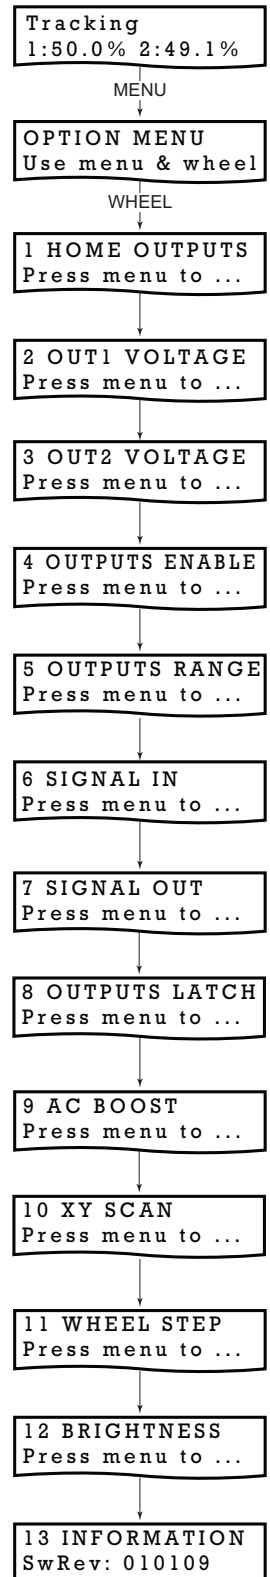 Tracking
1:50.0% 2:49.1%
MENU
OPTION MENU
Use menu & wheel
WHEEL
1 HOME OUTPUTS
Press menu to ...
2 OUT1 VOLTAGE
Press menu to ...
3 OUT2 VOLTAGE
Press menu to ...
4 OUTPUTS ENABLE
Press menu to ...
5 OUTPUTS RANGE
Press menu to ...
6 SIGNAL IN
Press menu to ...
7 SIGNAL OUT
Press menu to ...
8 OUTPUTS LATCH
Press menu to ...
9 AC BOOST
Press menu to ...
10 XY SCAN
Press menu to ...
11 WHEEL STEP
Press menu to ...
12 BRIGHTNESS
Press menu to ...
13 INFORMATION
SwRev: 010109